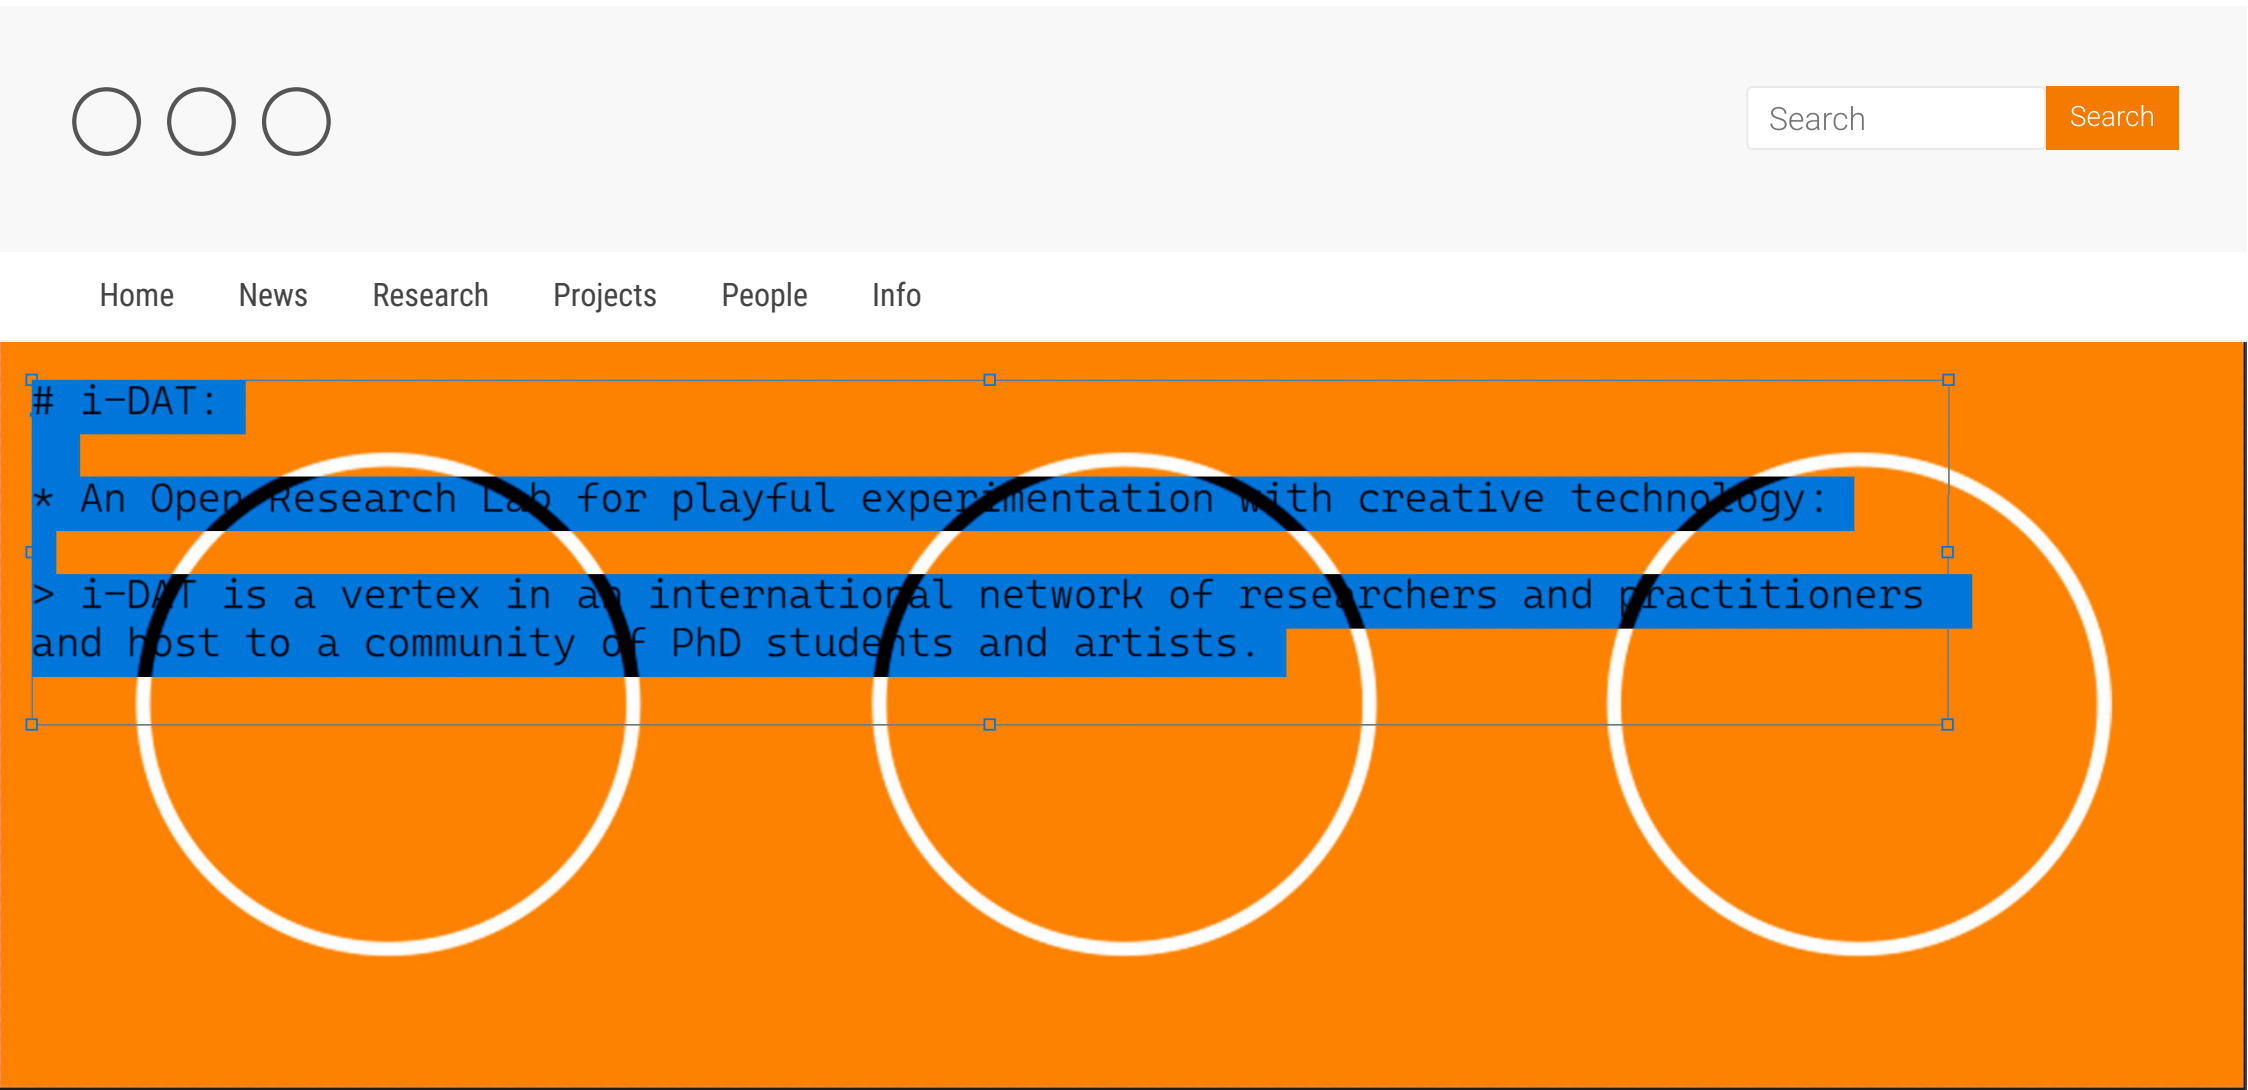 Search Search
Home News Research Projects People Info
# i-DAT:
* An Open Research Lab for playful experimentation with creative technology:
> i-DAT is a vertex in an international network of researchers and practitioners
and host to a community of PhD students and artists.